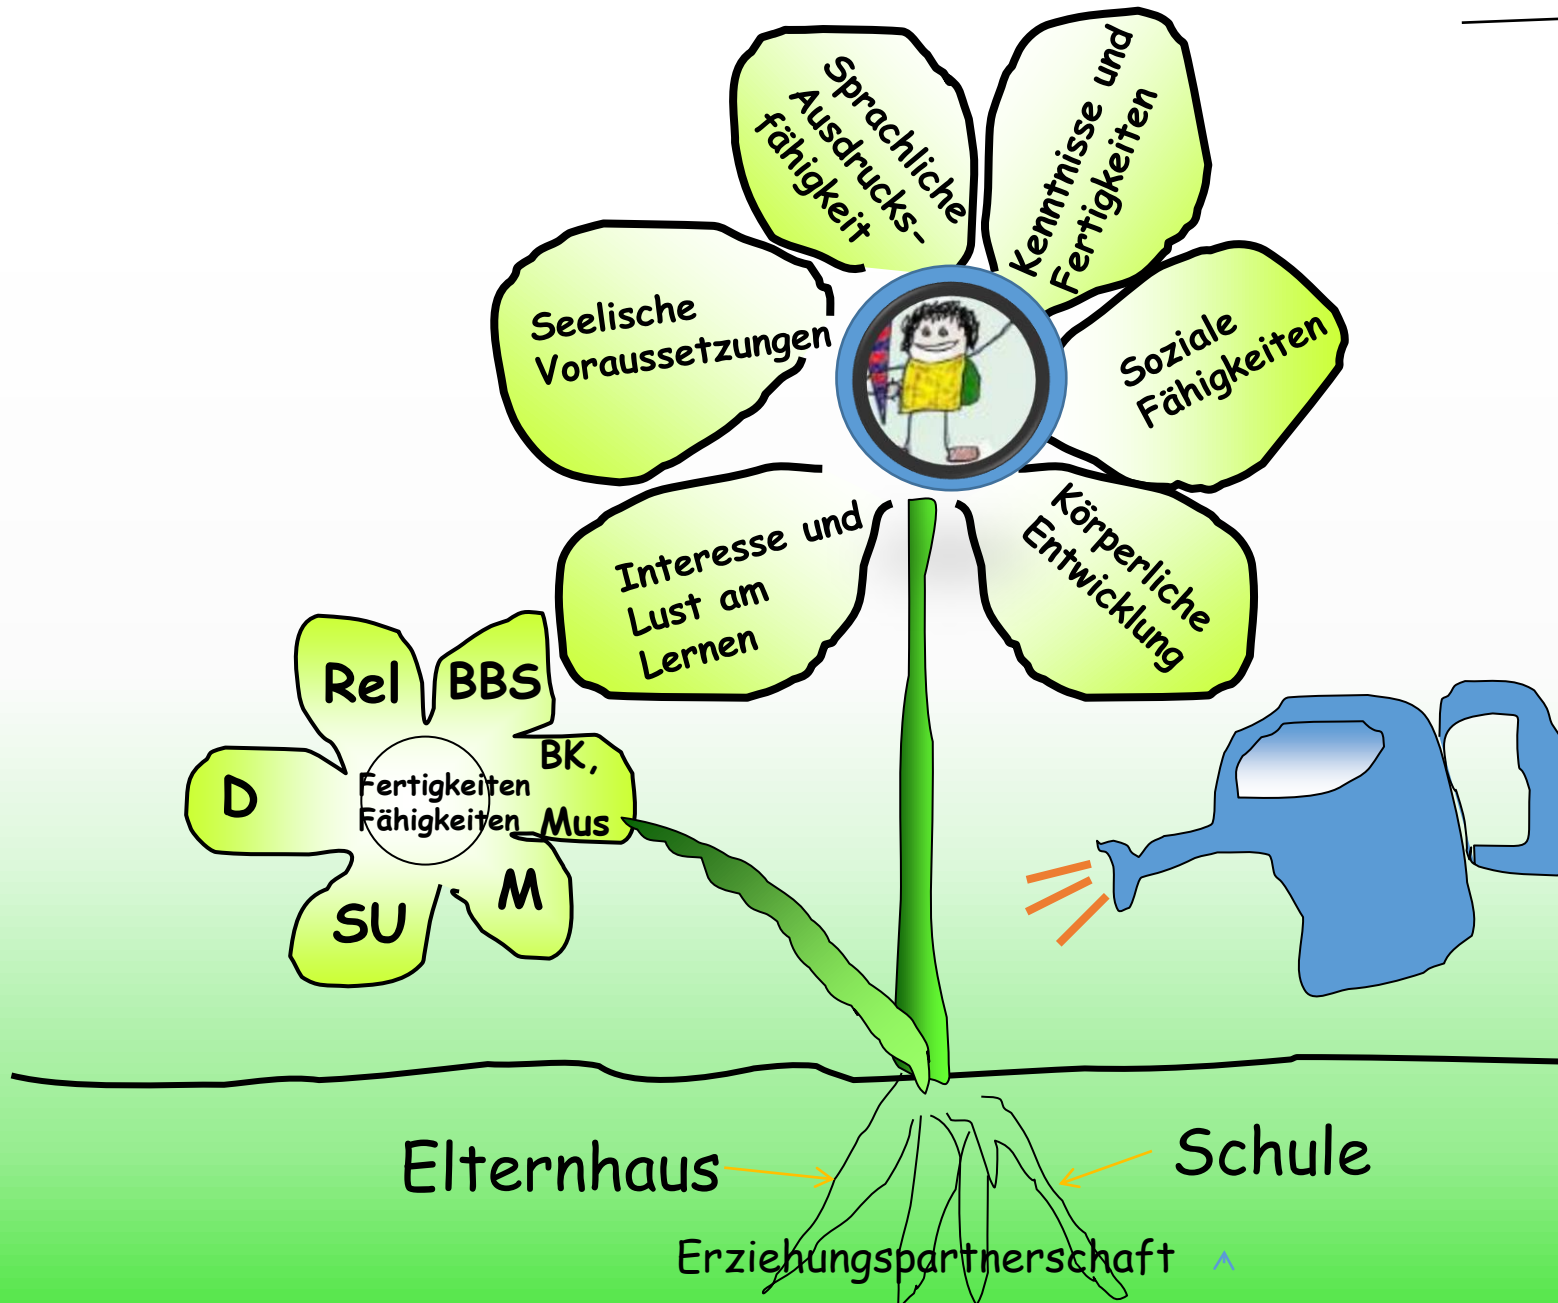 Sprachliche
Ausdrucks-
fähigkeit
Kenntnisse und
Fertigkeiten
Seelische
Voraussetzungen
Soziale
Fähigkeiten
Interesse und
Lust am
Lernen
Körperliche
Entwicklung
Rel
BBS
BK,
Mus
D
Fertigkeiten
Fähigkeiten
SU
M
Elternhaus
Schule
Erziehungspartnerschaft